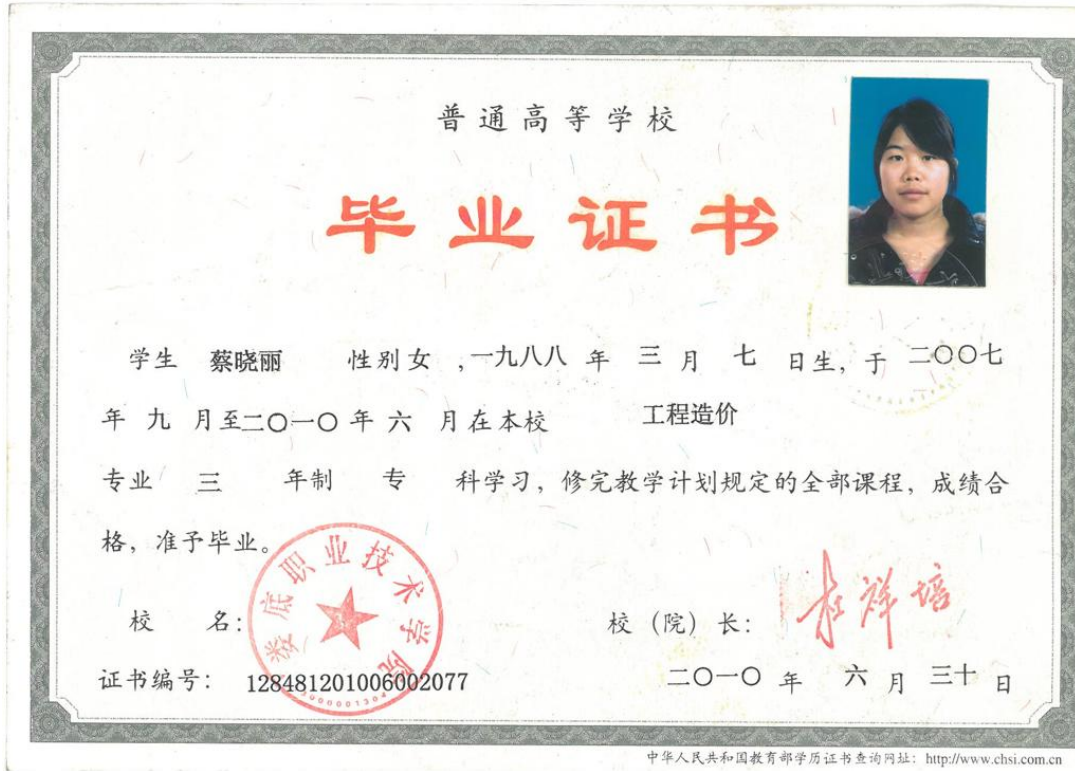 普通高等学校
毕业证书
学生 蔡晓丽 性别 女 ,一九八八 年 三 月 七 日生, 于 二〇〇七
年 九 月至二〇一〇年 六 月在本校 工程造价
专业 三 年制 专 科学习, 修完教学计划规定的全部课程, 成绩合
格, 准予毕业。
娄底职业技术学院
校 名: 校 (院) 长: 祥培
证书编号: 128481201006002077 二〇一〇 年 六 月 三十 日
中华人民共和国教育部学历证书查询网址: http://www.chsi.com.cn